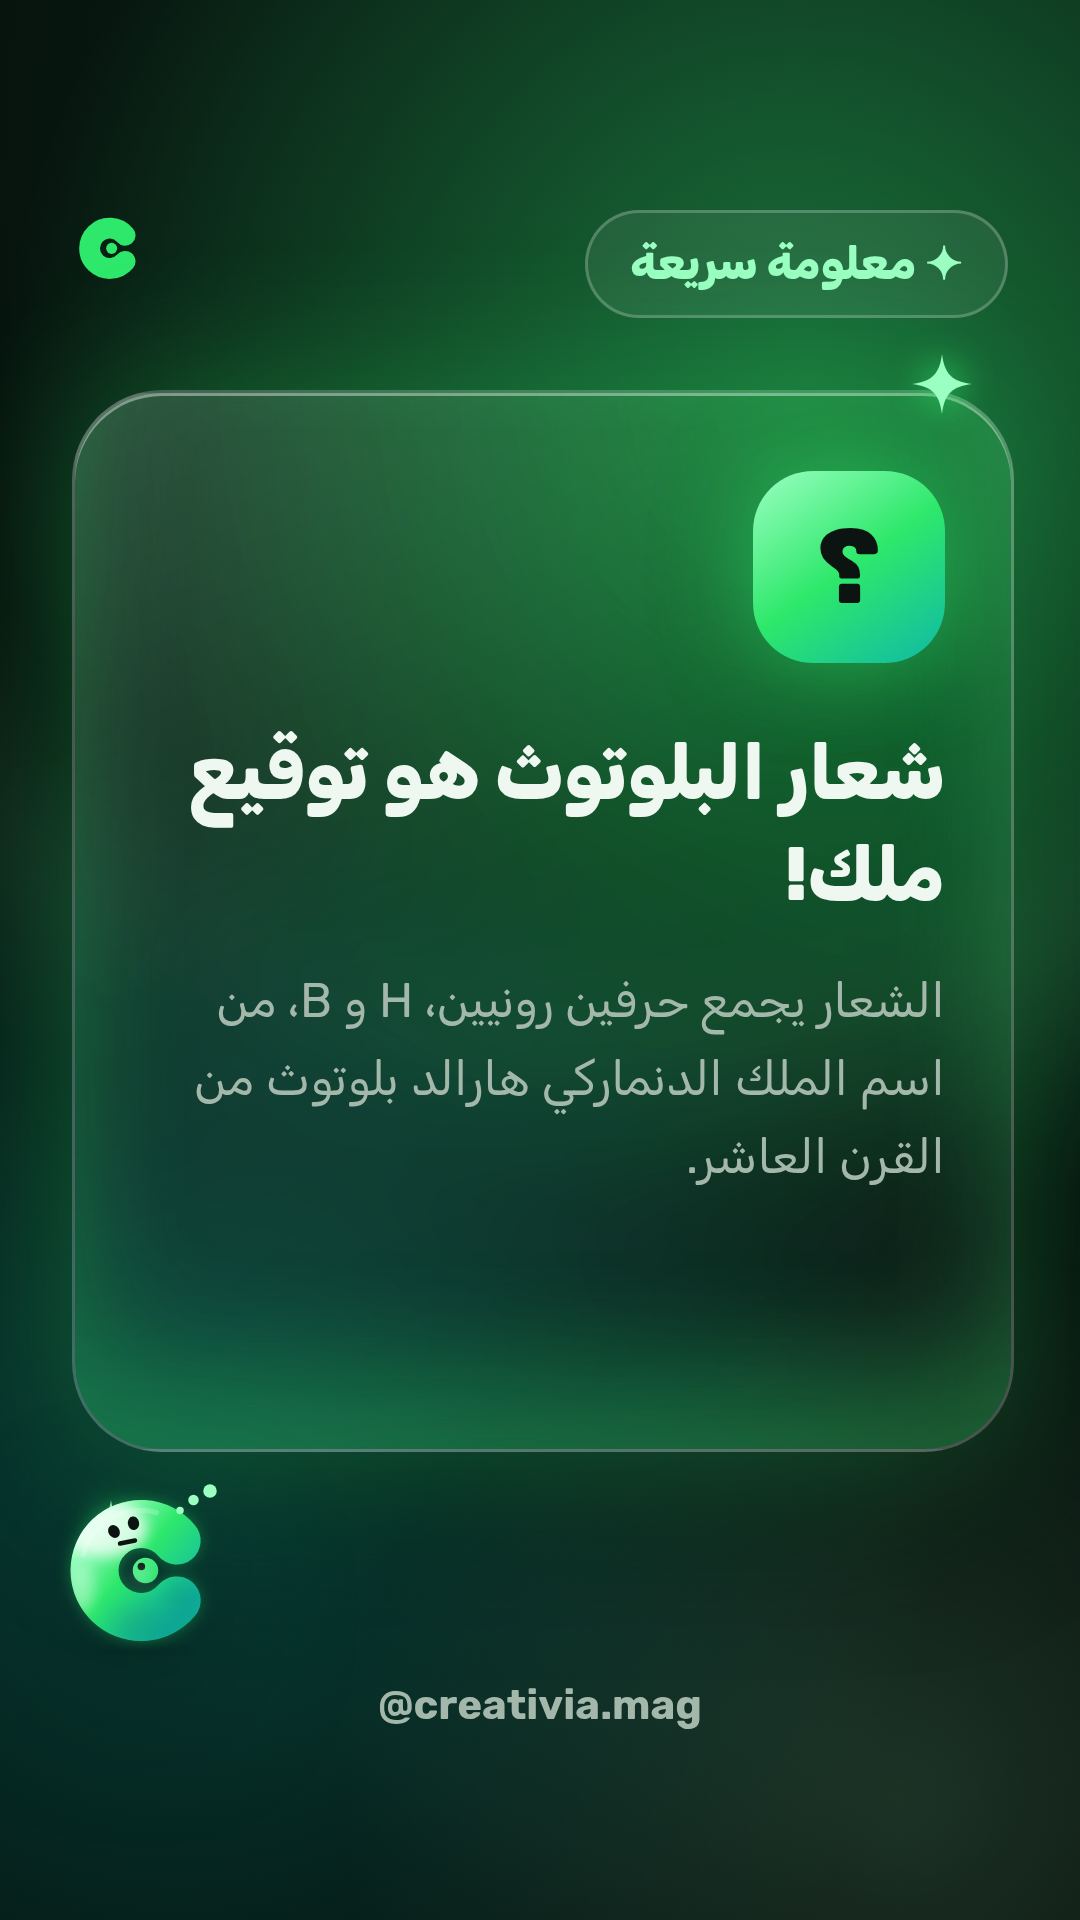 ✦ معلومة سريعة
؟
شعار البلوتوث هو توقيع
ملك!
الشعار يجمع حرفين رونيين، H و B، من
اسم الملك الدنماركي هارالد بلوتوث من
القرن العاشر.
@creativia.mag